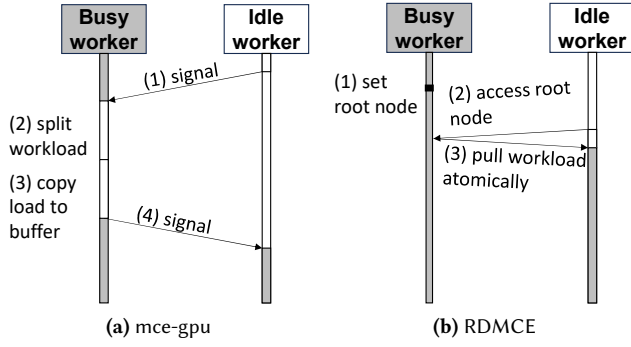 Busy
worker
Idle
worker
(1) signal
(2) split
workload
(3) copy
load to
buffer
(4) signal
(a) mce-gpu
Busy
worker
Idle
worker
(1) set
root node
(2) access root
node
(3) pull workload
atomically
(b) RDMCE